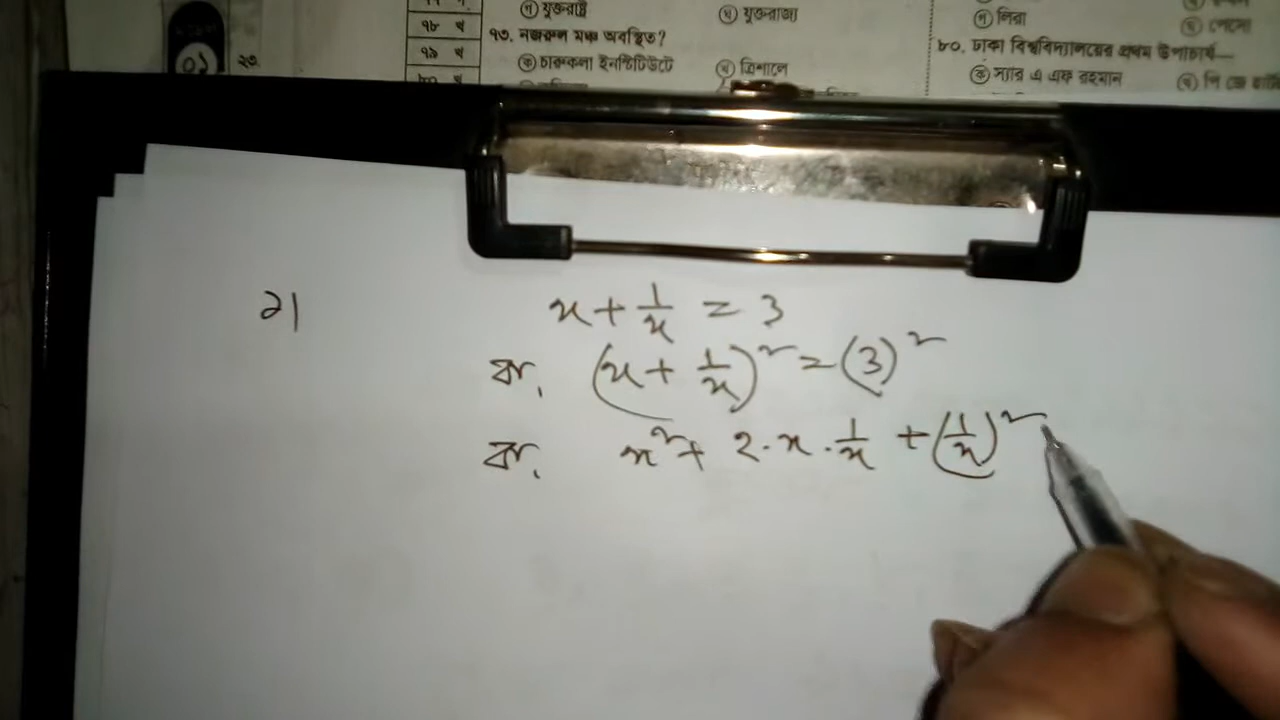 গ যুক্তরাষ্ট্র ঘ যুক্তরাজ্য
গ লিরা
৭৮ খ
৭৯ ক
৭৩. নজরুল মঞ্চ অবস্থিত?
ক চারুকলা ইনস্টিটিউটে খ ত্রিশালে
৮০. ঢাকা বিশ্ববিদ্যালয়ের প্রথম উপাচার্য—
ক স্যার এ এফ রহমান
২৩
২। x + 1/x = 3
বা, (x + 1/x)² = (3)²
বা, x² + 2·x·1/x + (1/x)²